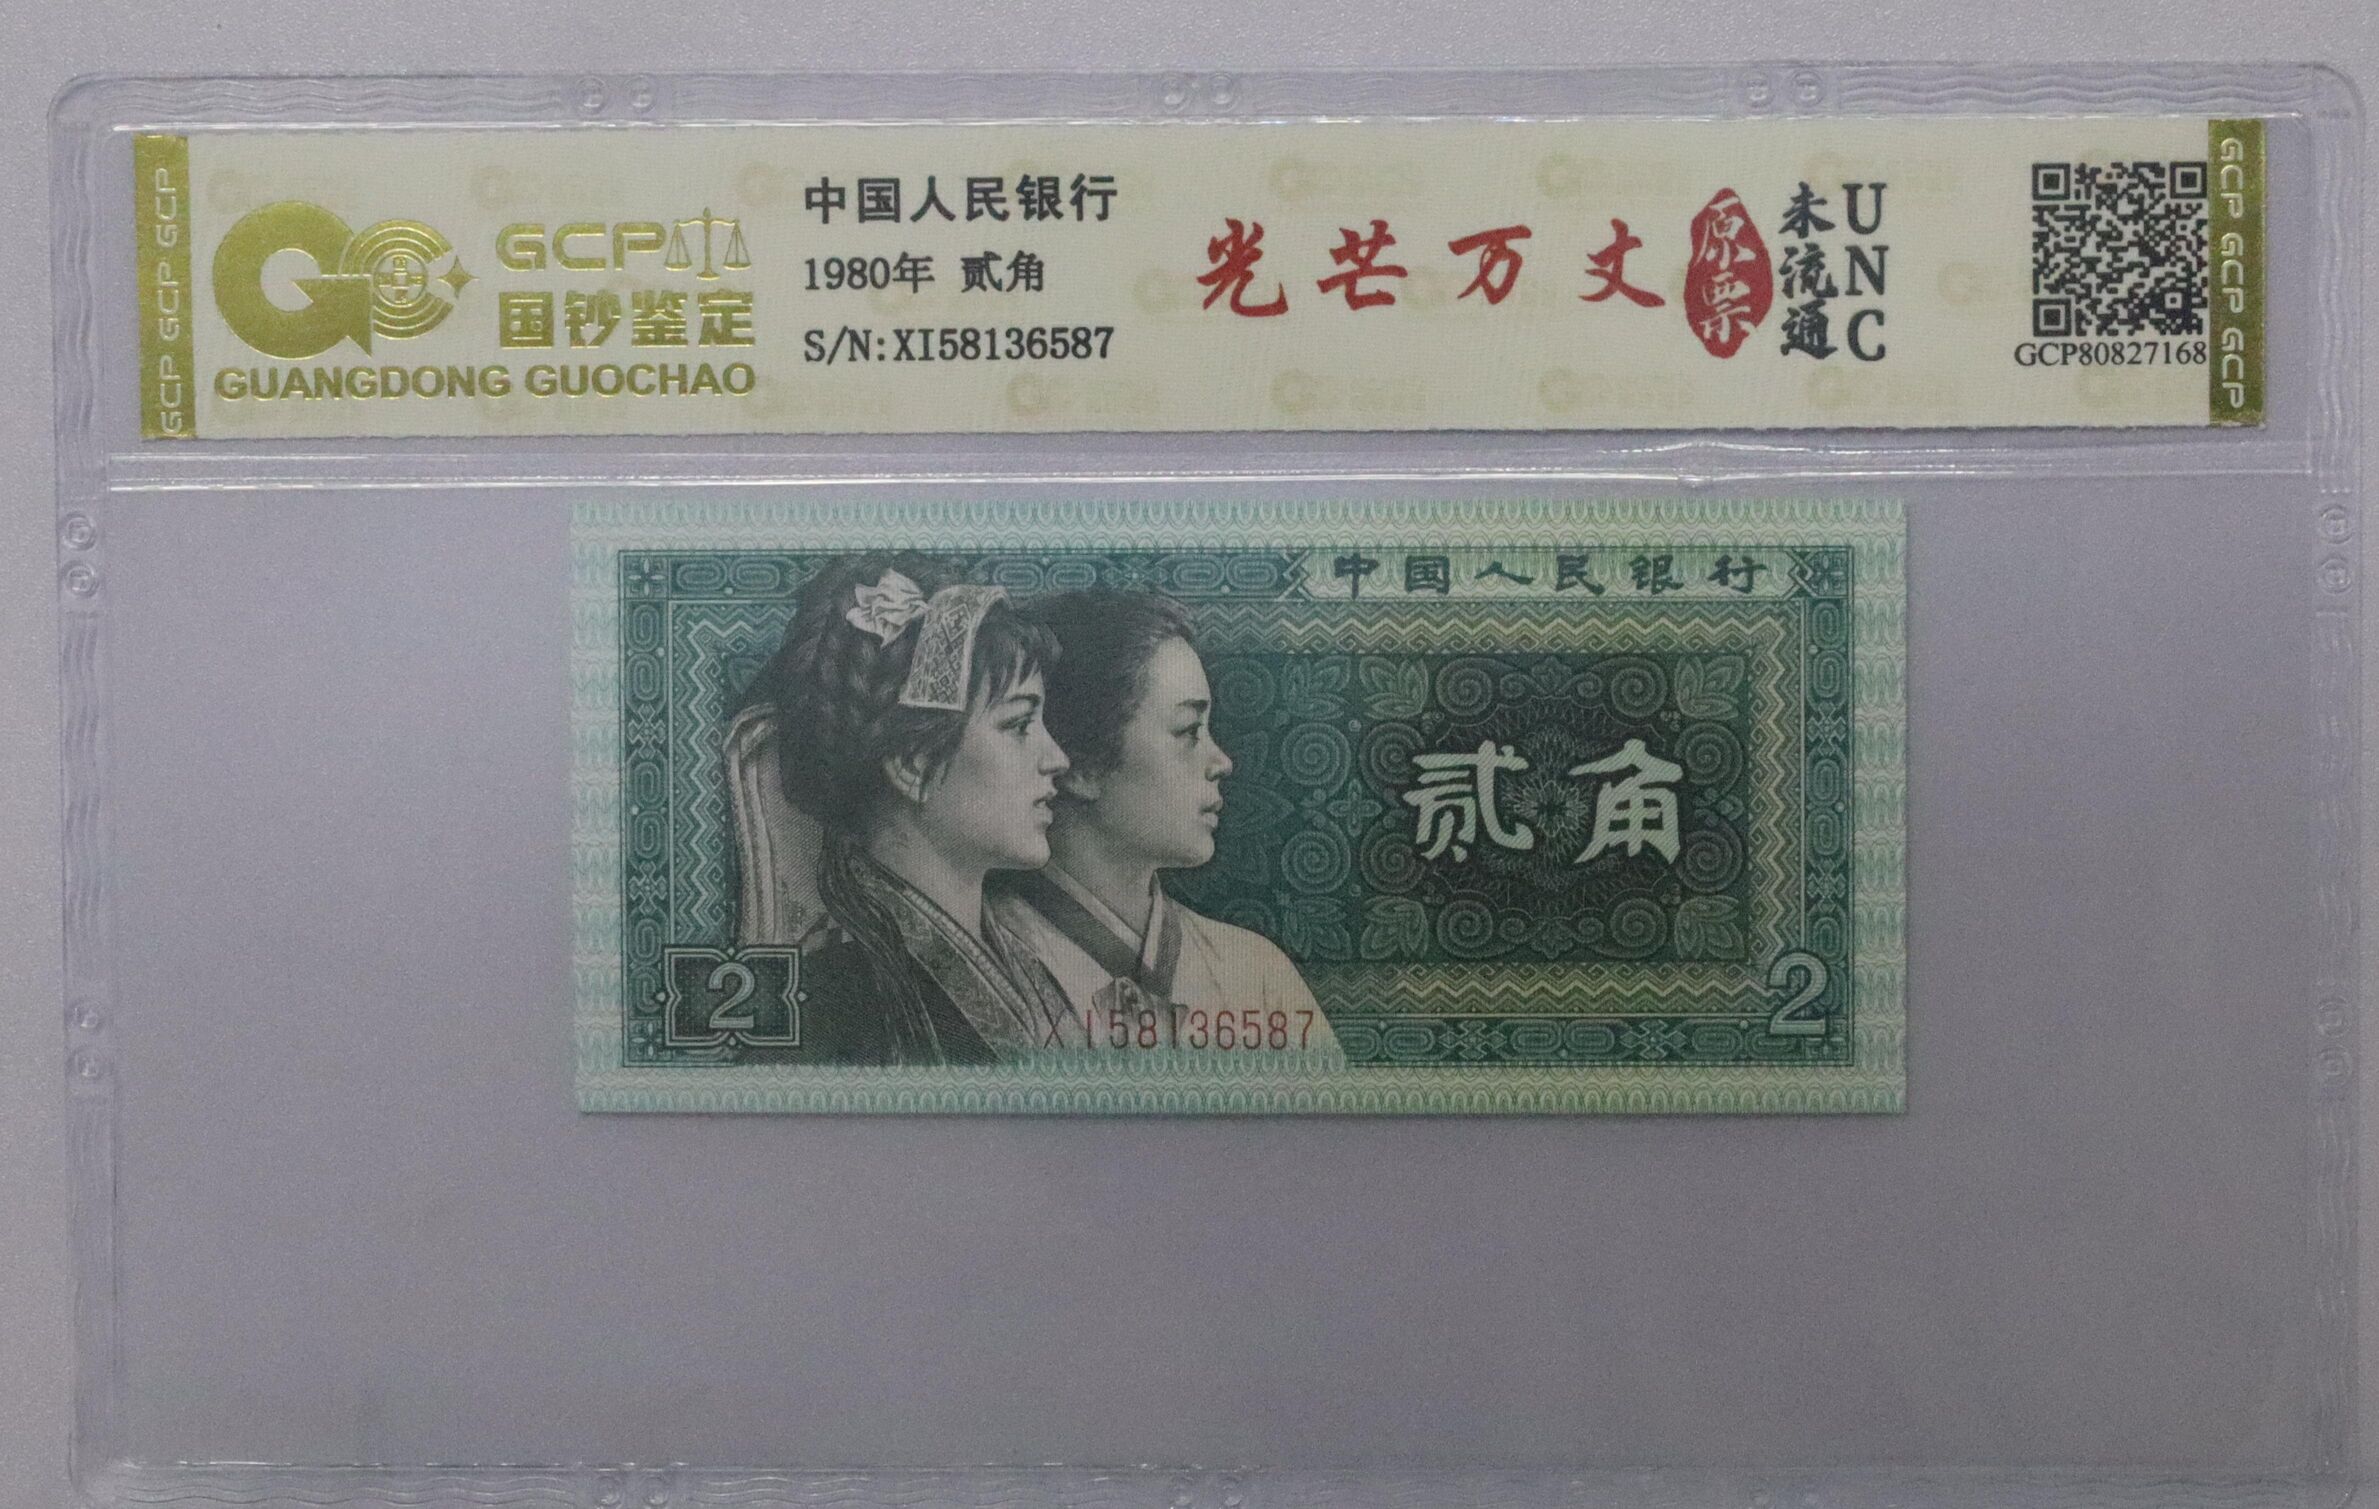 GCP
国钞鉴定
GUANGDONG GUOCHAO
中国人民银行
1980年 贰角
S/N:XI58136587
光芒万丈
原票
未流通
UNC
GCP80827168
GCP GCP GCP
GCP GCP GCP
中国人民银行
贰角
2
2
XI58136587